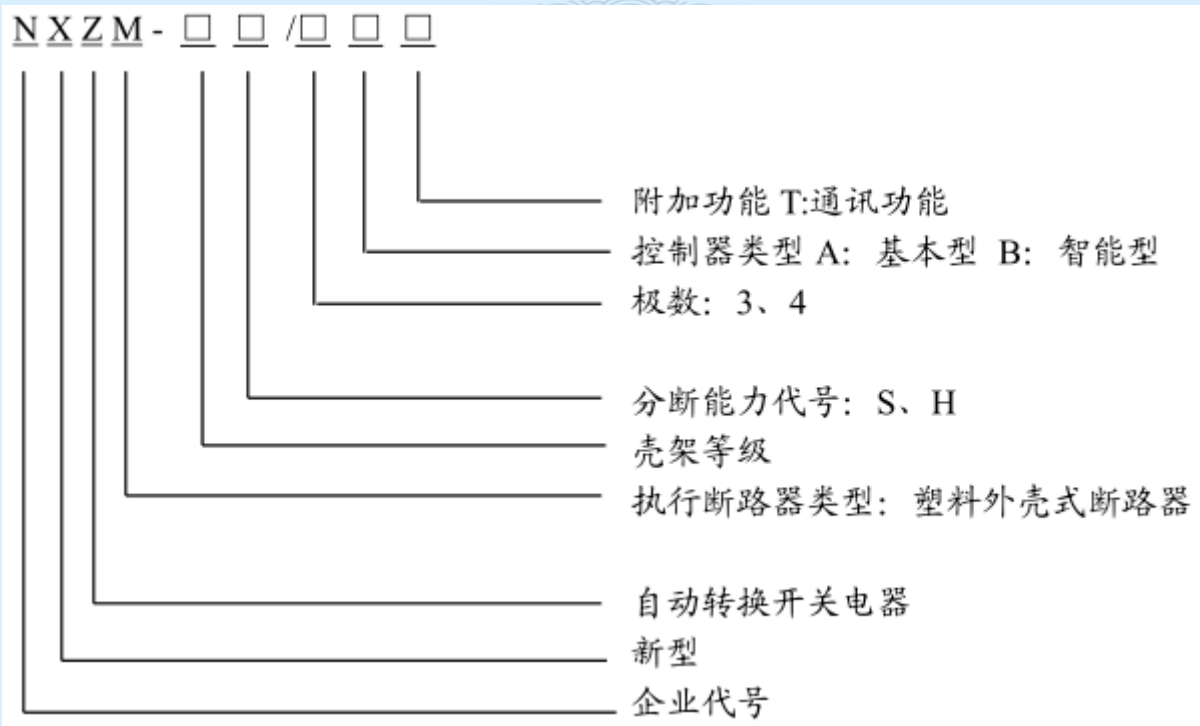 NXZM-□□/□□□
附加功能 T:通讯功能
控制器类型 A: 基本型 B: 智能型
极数: 3、4
分断能力代号: S、H
壳架等级
执行断路器类型: 塑料外壳式断路器
自动转换开关电器
新型
企业代号